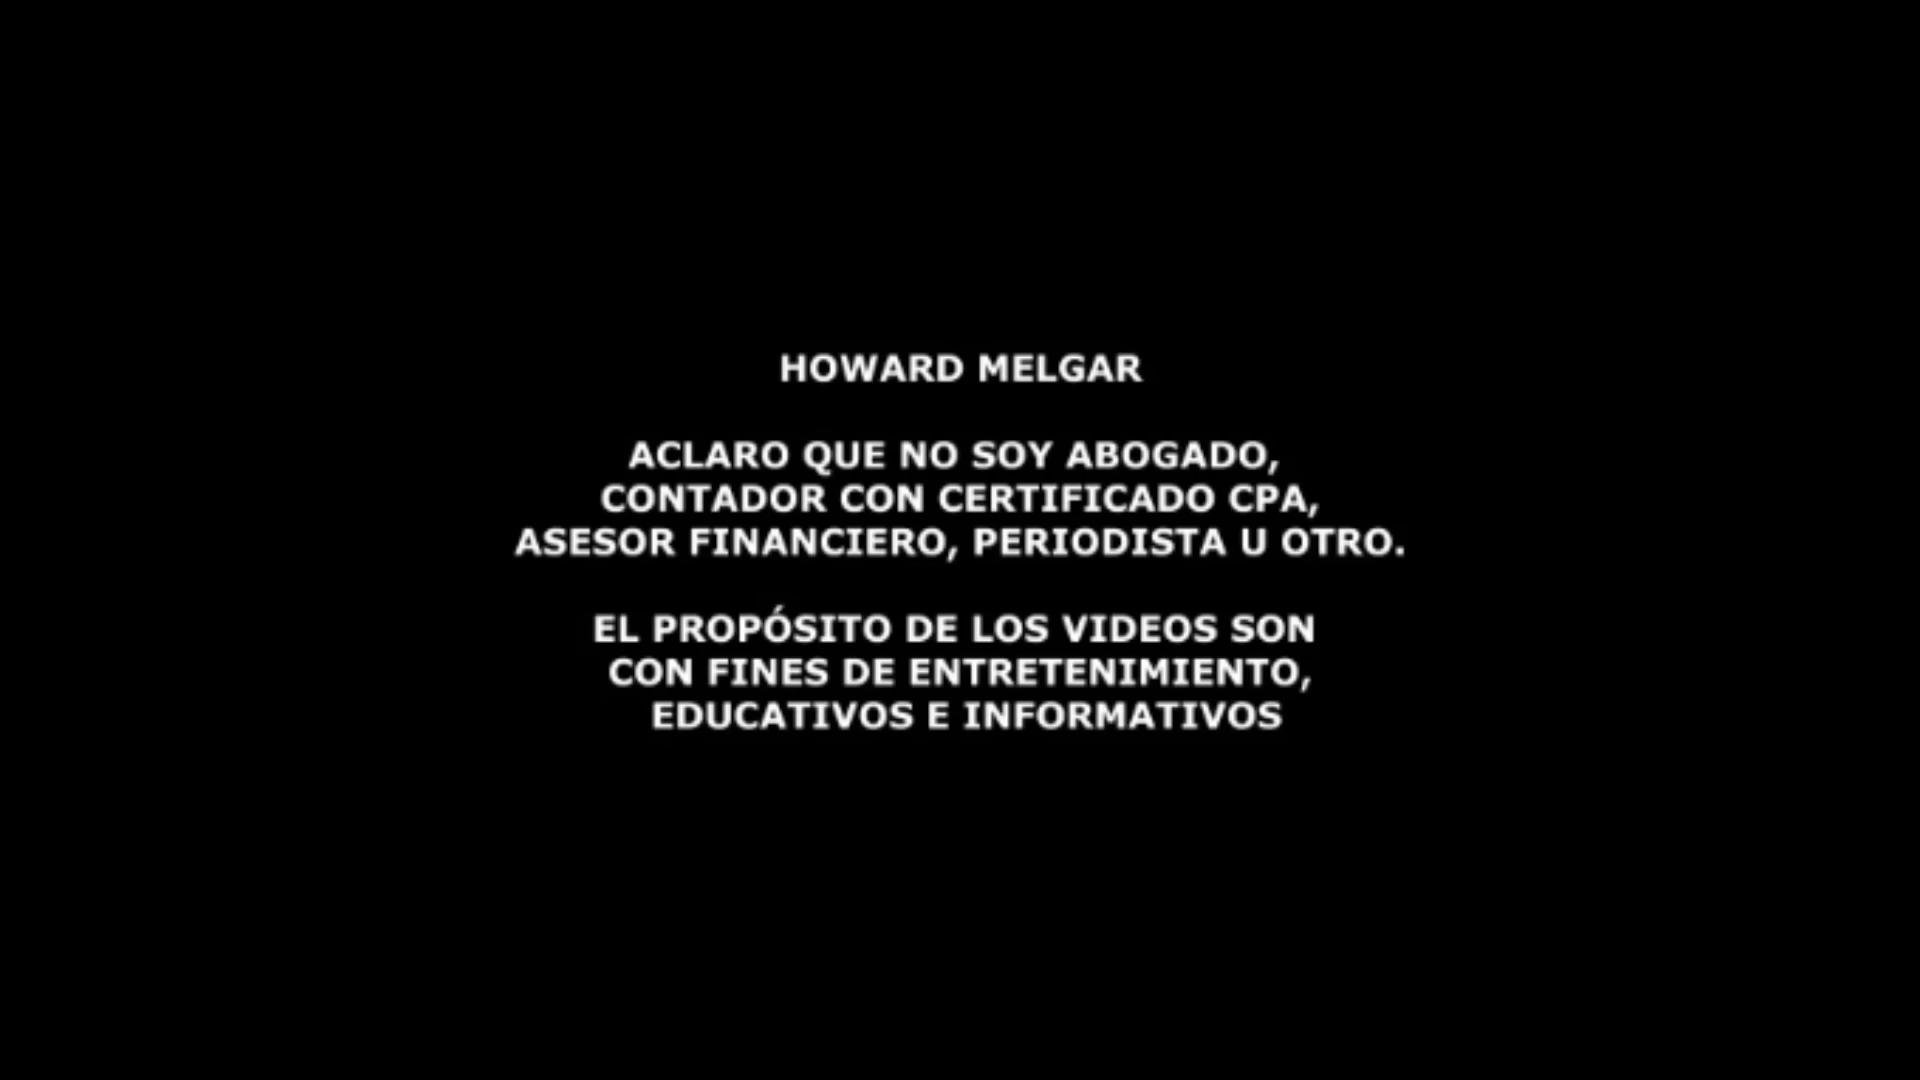 HOWARD MELGAR
ACLARO QUE NO SOY ABOGADO,
CONTADOR CON CERTIFICADO CPA,
ASESOR FINANCIERO, PERIODISTA U OTRO.
EL PROPÓSITO DE LOS VIDEOS SON
CON FINES DE ENTRETENIMIENTO,
EDUCATIVOS E INFORMATIVOS